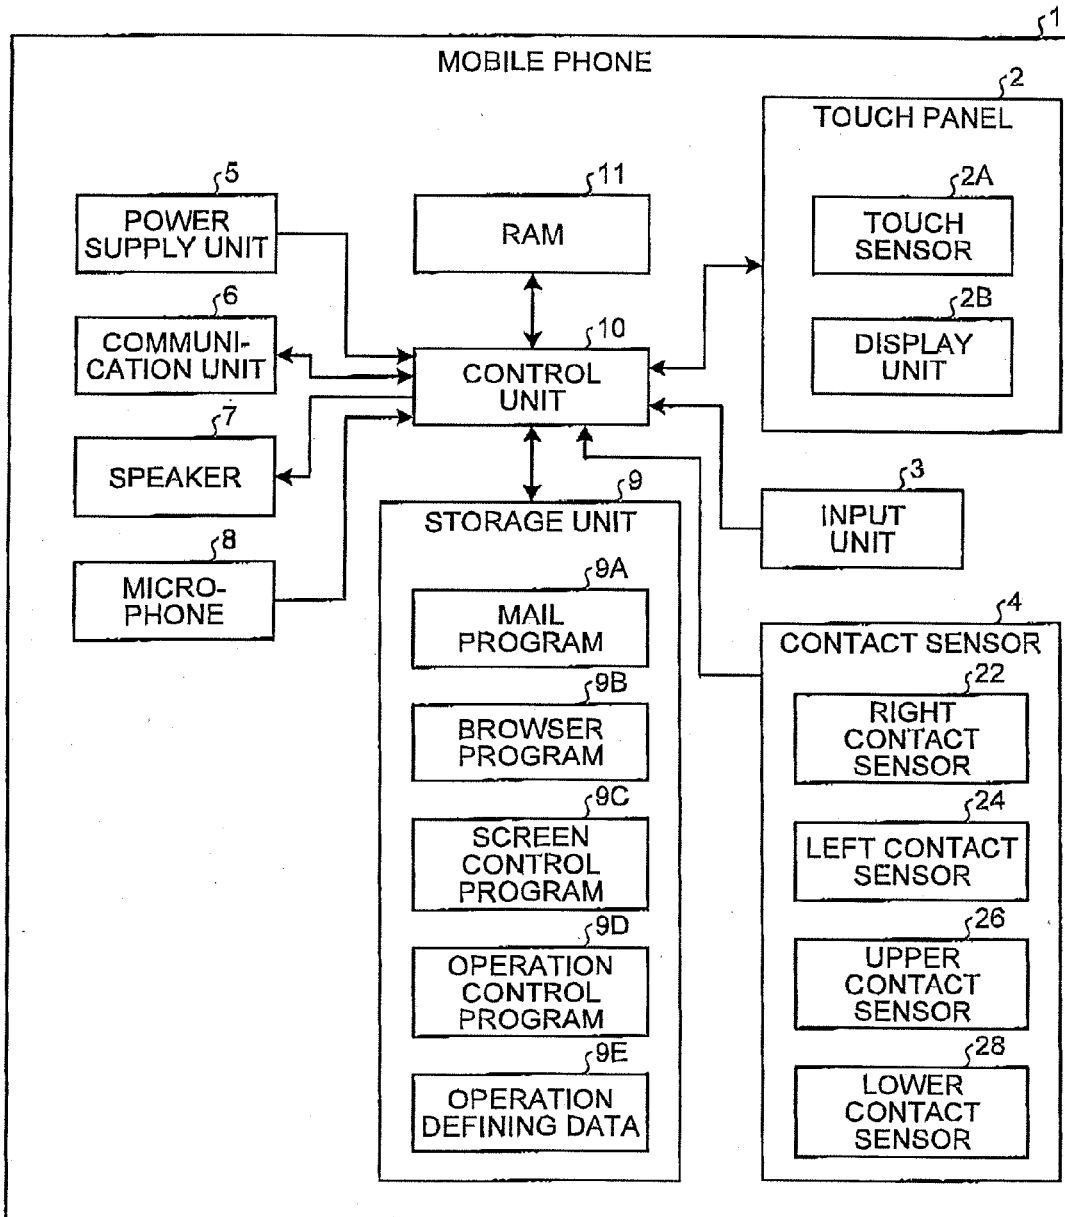 1
MOBILE PHONE
2
TOUCH PANEL
2A
TOUCH
SENSOR
2B
DISPLAY
UNIT
5
POWER
SUPPLY UNIT
11
RAM
6
COMMUNI-
CATION UNIT
10
CONTROL
UNIT
7
SPEAKER
8
MICRO-
PHONE
3
INPUT
UNIT
9
STORAGE UNIT
9A
MAIL
PROGRAM
9B
BROWSER
PROGRAM
9C
SCREEN
CONTROL
PROGRAM
9D
OPERATION
CONTROL
PROGRAM
9E
OPERATION
DEFINING DATA
4
CONTACT SENSOR
22
RIGHT
CONTACT
SENSOR
24
LEFT CONTACT
SENSOR
26
UPPER
CONTACT
SENSOR
28
LOWER
CONTACT
SENSOR